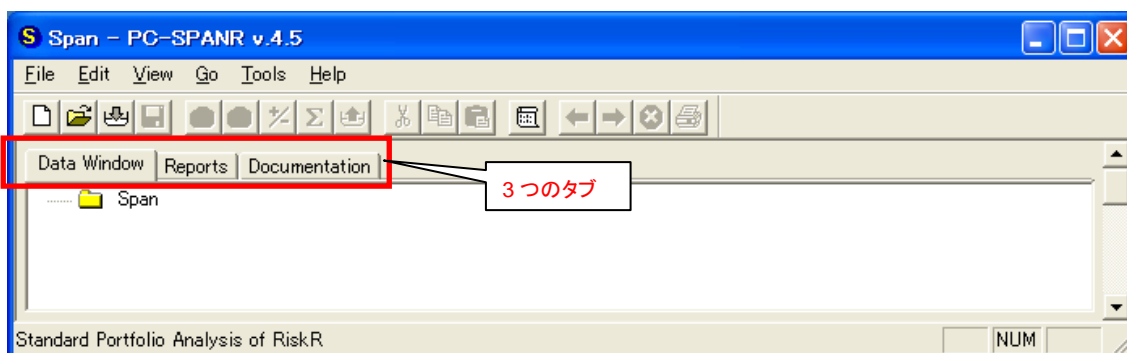 S Span - PC-SPANR v.4.5
File Edit View Go Tools Help
Data Window Reports Documentation
3つのタブ
Span
Standard Portfolio Analysis of RiskR NUM